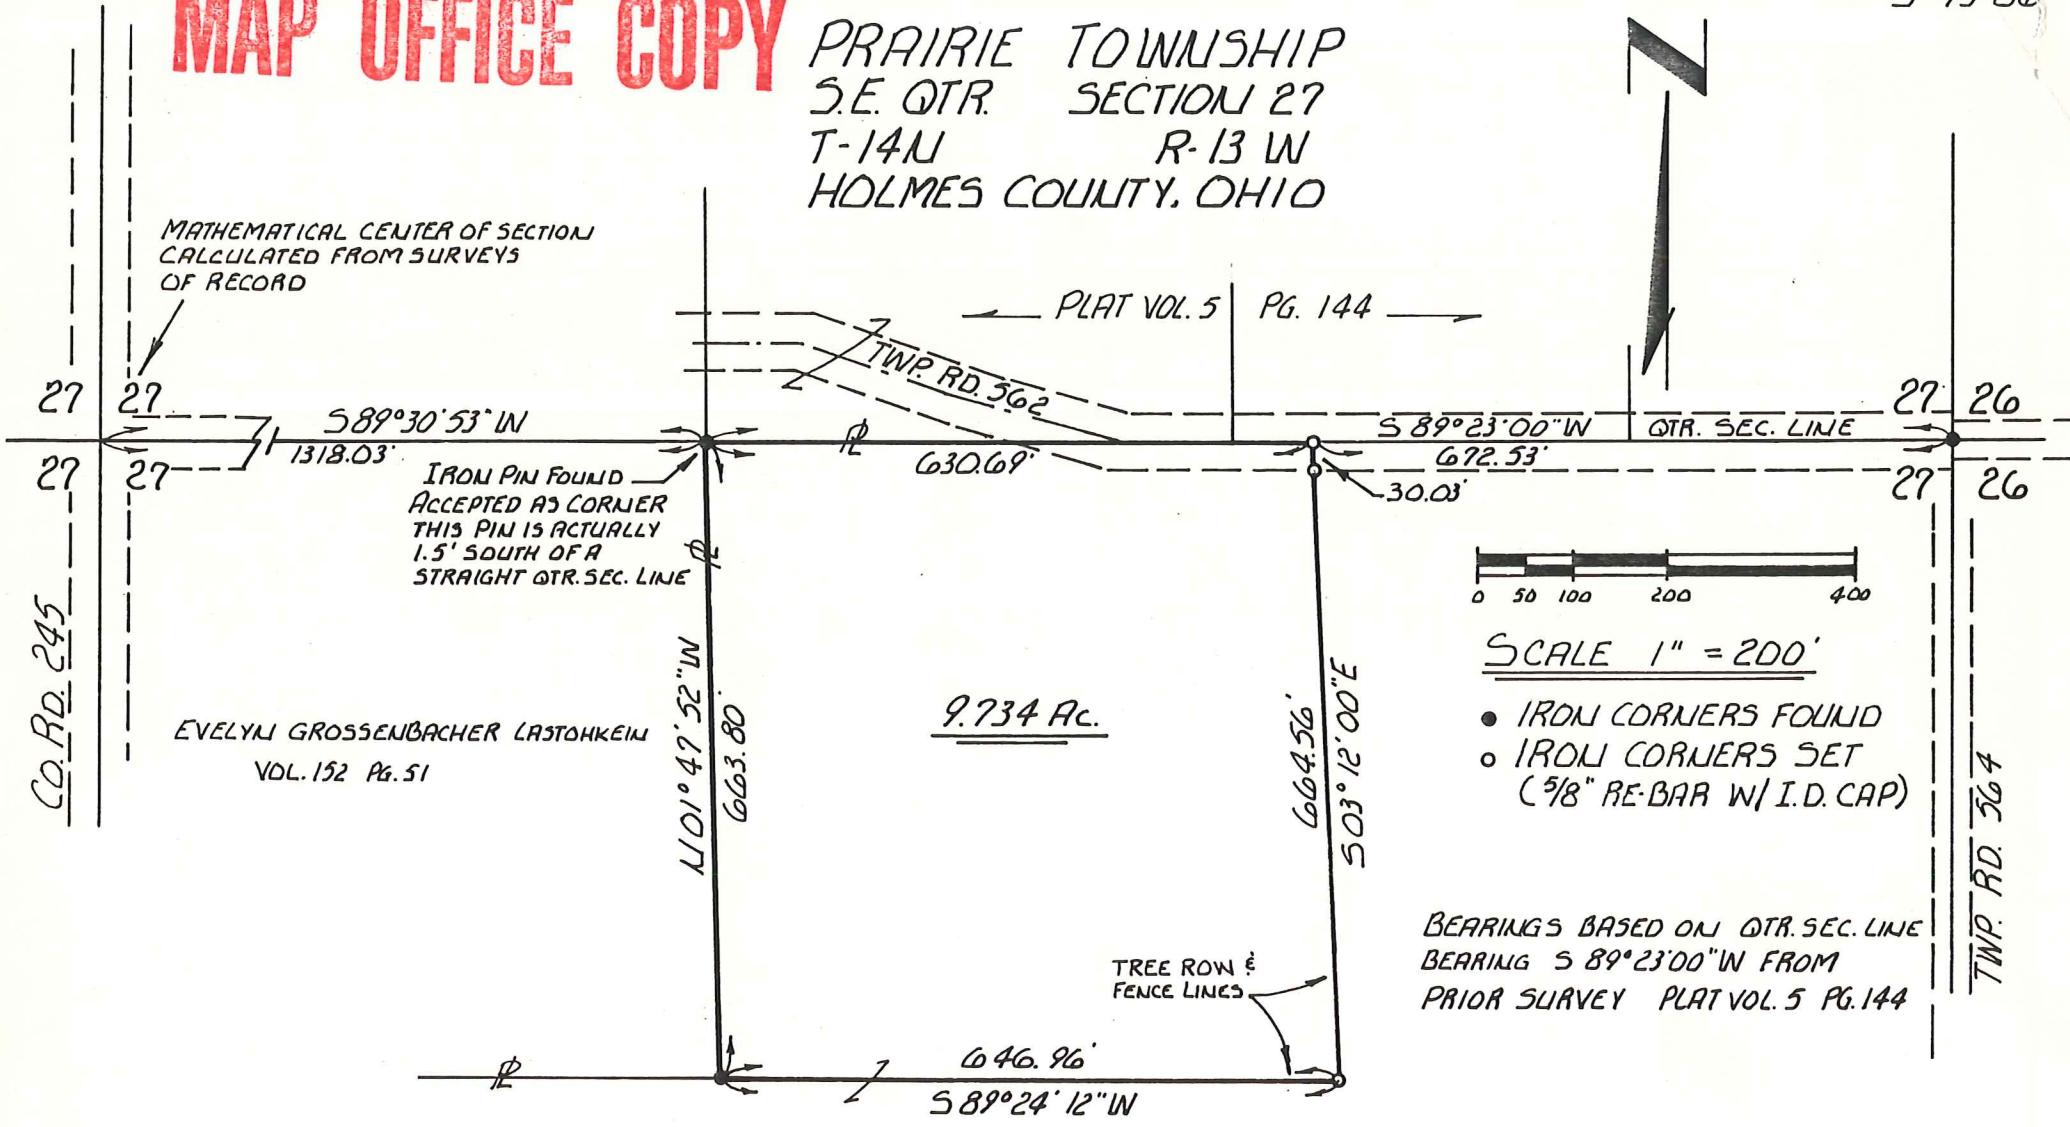 MAP OFFICE COPY
PRAIRIE TOWNSHIP
S.E. QTR. SECTION 27
T-14N R-13 W
HOLMES COUNTY, OHIO
N
MATHEMATICAL CENTER OF SECTION
CALCULATED FROM SURVEYS
OF RECORD
PLAT VOL. 5 PG. 144
TWP. RD. 562
27 27
27 27
S89°30'53"W
1318.03'
IRON PIN FOUND
ACCEPTED AS CORNER
THIS PIN IS ACTUALLY
1.5' SOUTH OF A
STRAIGHT QTR. SEC. LINE
PL
630.69'
S 89°23'00"W QTR. SEC. LINE
672.53'
30.03'
27 26
27 26
0 50 100 200 400
SCALE 1" = 200'
IRON CORNERS FOUND
IRON CORNERS SET
(5/8" RE-BAR W/ I.D. CAP)
CO. RD. 245
EVELYN GROSSENBACHER LASTOHKEIN
VOL. 152 PG. 51
PL
N 01° 47' 52" W
663.80'
9.734 AC.
664.56'
S 03° 12' 00" E
TWP. RD. 564
TREE ROW &
FENCE LINES
BEARINGS BASED ON QTR. SEC. LINE
BEARING S 89°23'00"W FROM
PRIOR SURVEY PLAT VOL. 5 PG. 144
PL
646.96'
S 89°24'12"W